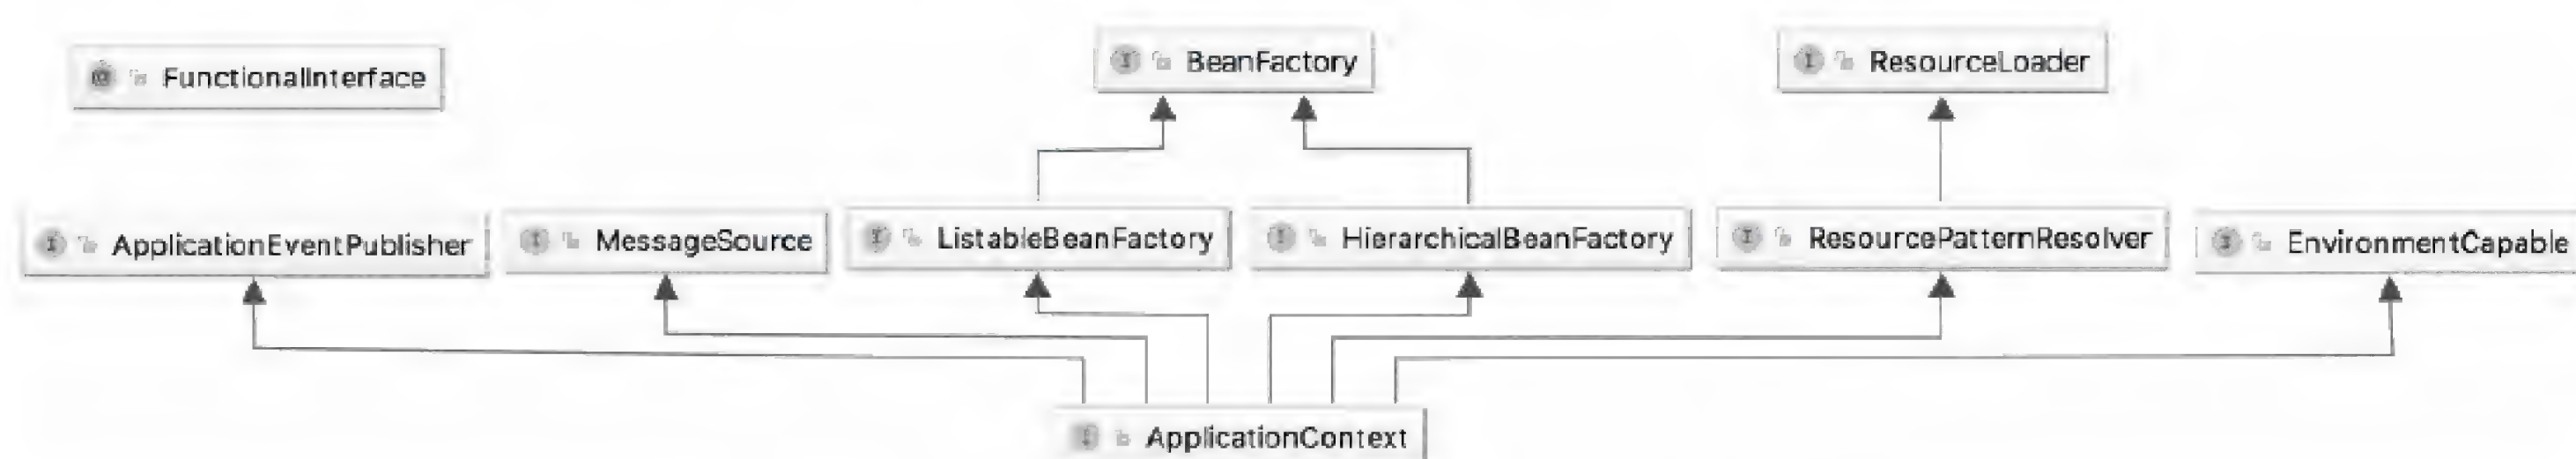 FunctionalInterface
BeanFactory
ResourceLoader
ApplicationEventPublisher
MessageSource
ListableBeanFactory
HierarchicalBeanFactory
ResourcePatternResolver
EnvironmentCapable
ApplicationContext